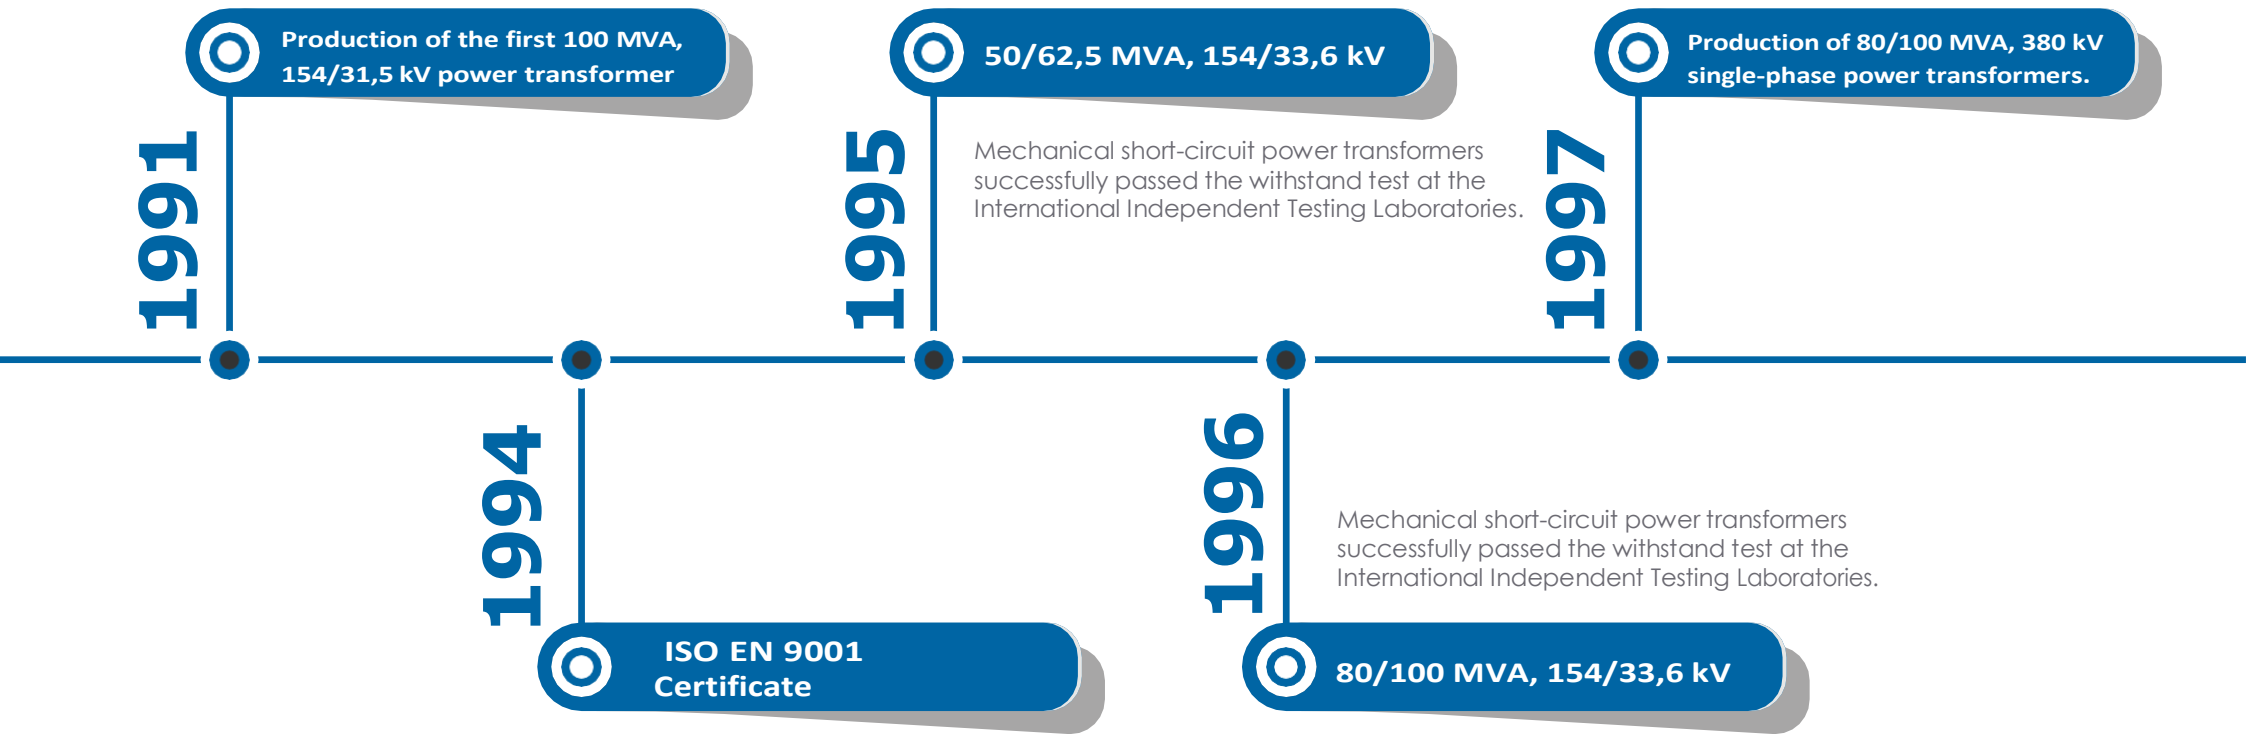 1991
Production of the first 100 MVA,
154/31,5 kV power transformer
1994
ISO EN 9001
Certificate
1995
50/62,5 MVA, 154/33,6 kV
Mechanical short-circuit power transformers
successfully passed the withstand test at the
International Independent Testing Laboratories.
1996
Mechanical short-circuit power transformers
successfully passed the withstand test at the
International Independent Testing Laboratories.
80/100 MVA, 154/33,6 kV
1997
Production of 80/100 MVA, 380 kV
single-phase power transformers.